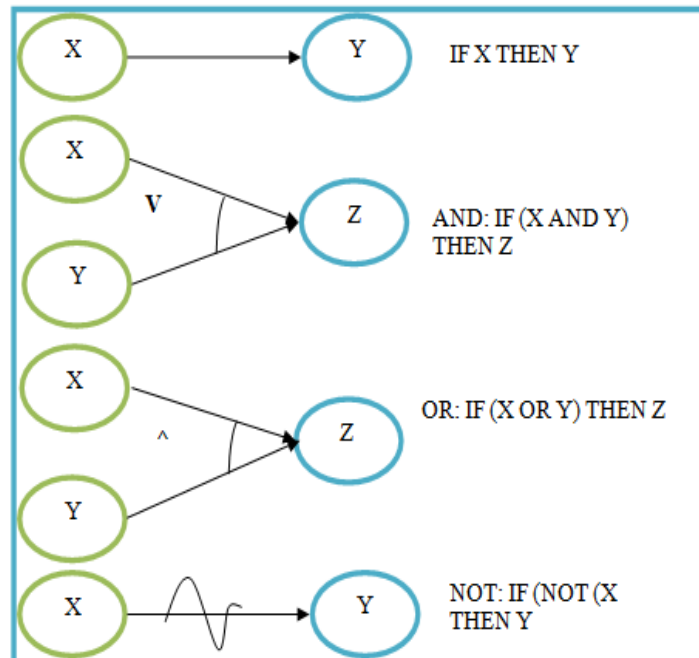 X Y IF X THEN Y
X
V
Z
Y
AND: IF (X AND Y)
THEN Z
X
^
Z
Y
OR: IF (X OR Y) THEN Z
X Y NOT: IF (NOT (X
THEN Y